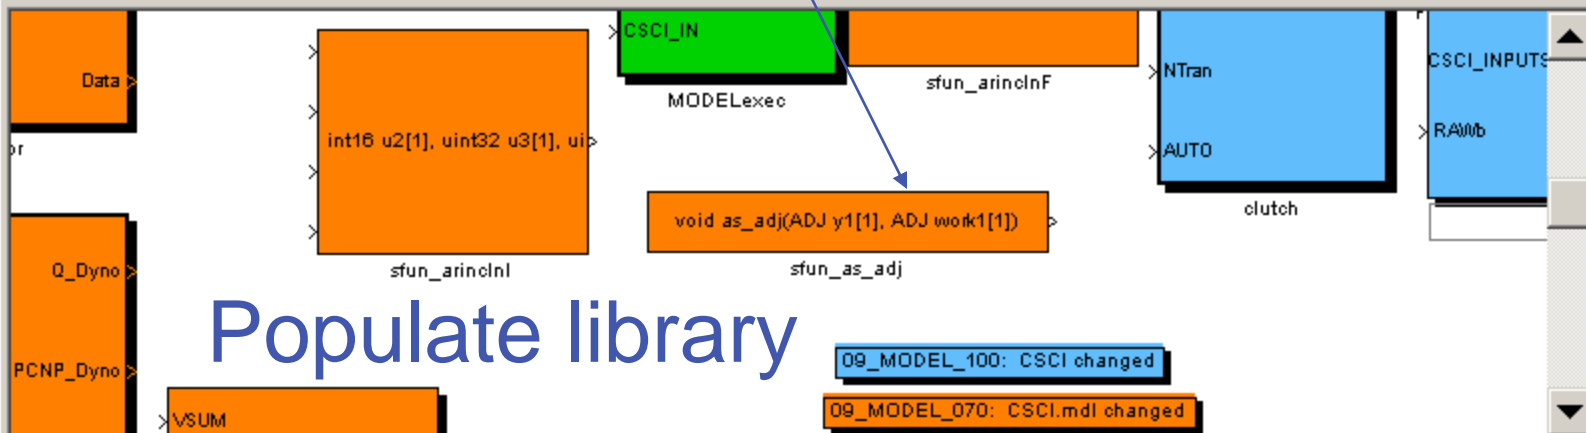 CSCI_IN
Data
int16 u2[1], uint32 u3[1], ui
MODELexec
sfun_arincInF
NTran
AUTO
CSCI_INPUTS
RAWb
or
void as_adj(ADJ y1[1], ADJ work1[1])
clutch
Q_Dyno
sfun_arincInI
sfun_as_adj
Populate library
PCNP_Dyno
09_MODEL_100: CSCI changed
VSUM
09_MODEL_070: CSCI.mdl changed